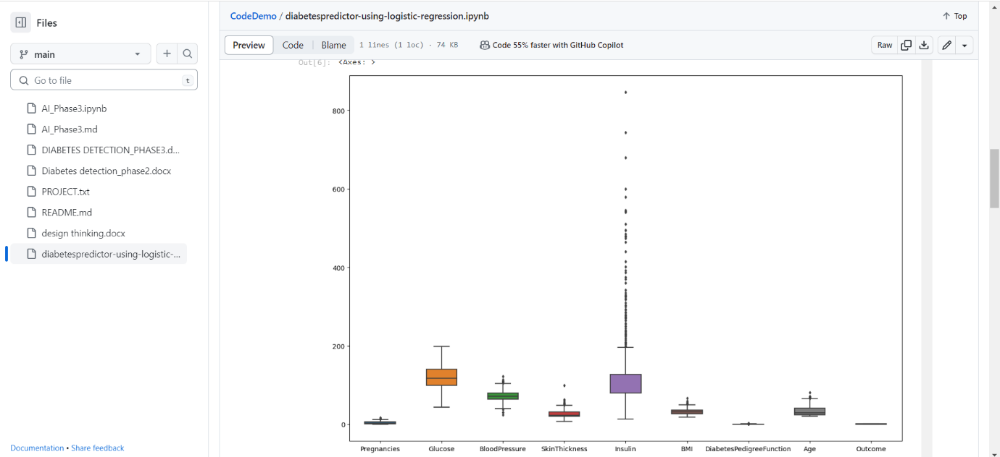 Files
main
Go to file
t
AI_Phase3.ipynb
AI_Phase3.md
DIABETES DETECTION_PHASE3.d...
Diabetes detection_phase2.docx
PROJECT.txt
README.md
design thinking.docx
diabetespredictor-using-logistic-...
Documentation • Share feedback
CodeDemo / diabetespredictor-using-logistic-regression.ipynb
Top
Preview
Code
Blame
1 lines (1 loc) · 74 KB
Code 55% faster with GitHub Copilot
Raw
Out[6]: <Axes: >
800
600
400
200
0
Pregnancies
Glucose
BloodPressure
SkinThickness
Insulin
BMI
DiabetesPedigreeFunction
Age
Outcome